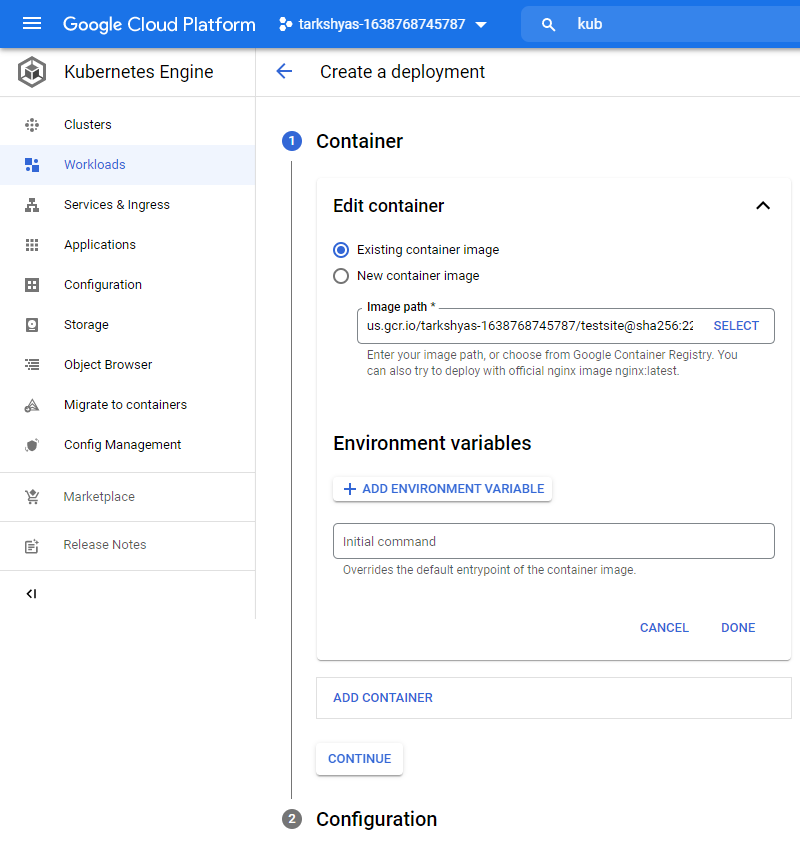 Google Cloud Platform
tarkshyas-1638768745787
kub
Kubernetes Engine
Create a deployment
Clusters
Workloads
Services & Ingress
Applications
Configuration
Storage
Object Browser
Migrate to containers
Config Management
Marketplace
Release Notes
1 Container
Edit container
Existing container image
New container image
Image path *
us.gcr.io/tarkshyas-1638768745787/testsite@sha256:22 SELECT
Enter your image path, or choose from Google Container Registry. You
can also try to deploy with official nginx image nginx:latest.
Environment variables
+ ADD ENVIRONMENT VARIABLE
Initial command
Overrides the default entrypoint of the container image.
CANCEL DONE
ADD CONTAINER
CONTINUE
2 Configuration